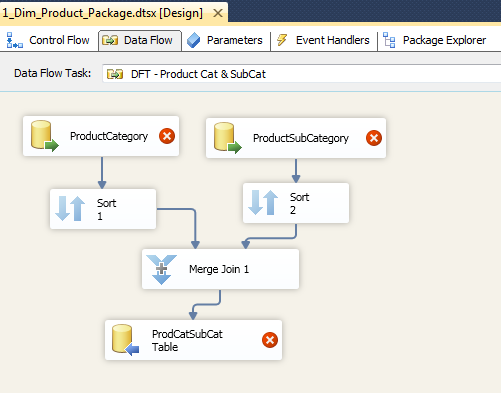 1_Dim_Product_Package.dtsx [Design]
Control Flow Data Flow Parameters Event Handlers Package Explorer
Data Flow Task: DFT - Product Cat & SubCat
ProductCategory
ProductSubCategory
Sort
1
Sort
2
Merge Join 1
ProdCatSubCat
Table